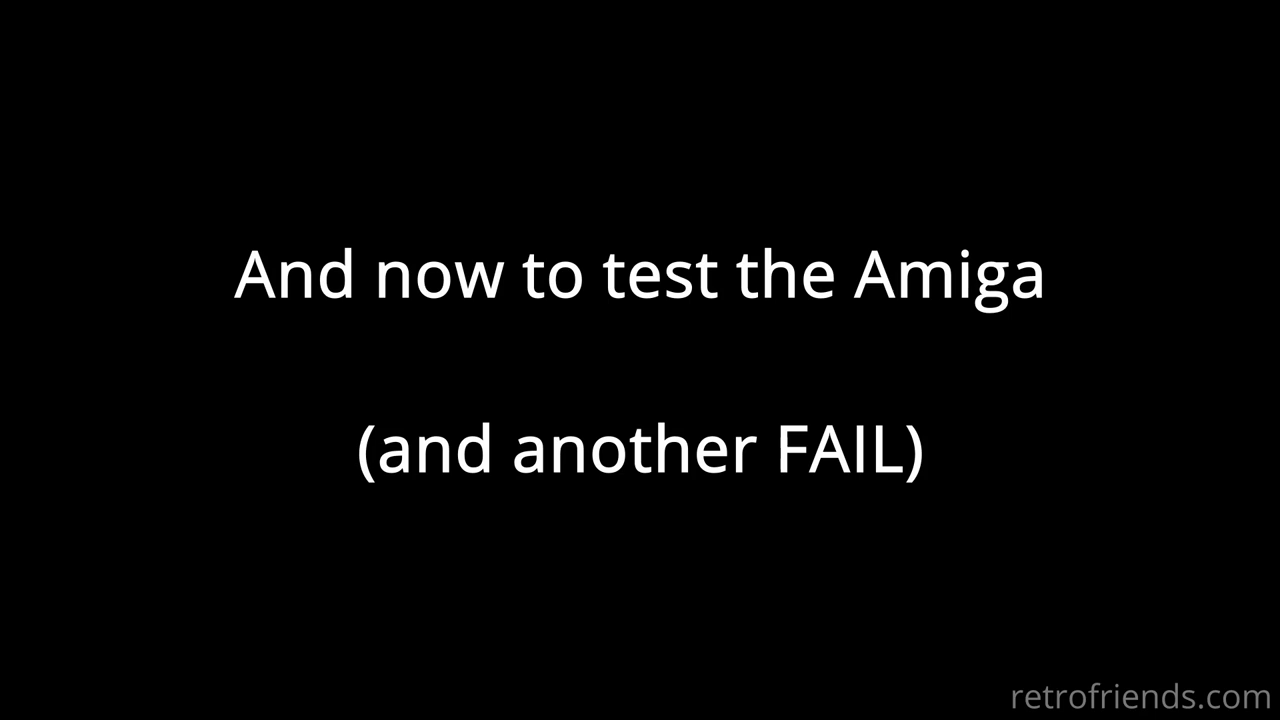 And now to test the Amiga
(and another FAIL)
retrofriends.com